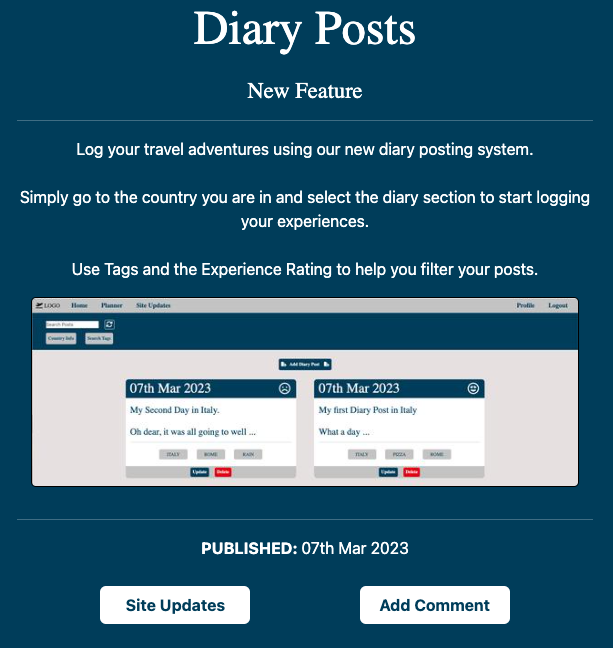 Diary Posts
New Feature
Log your travel adventures using our new diary posting system.
Simply go to the country you are in and select the diary section to start logging
your experiences.
Use Tags and the Experience Rating to help you filter your posts.
LOGO Home Planner Site Updates Profile Logout
Search Posts
Country Info Search Tags
Add Diary Post
07th Mar 2023 07th Mar 2023
My Second Day in Italy. My first Diary Post in Italy
Oh dear, it was all going to well ... What a day ...
ITALY ROME RAIN ITALY PIZZA ROME
Update Delete Update Delete
PUBLISHED: 07th Mar 2023
Site Updates Add Comment